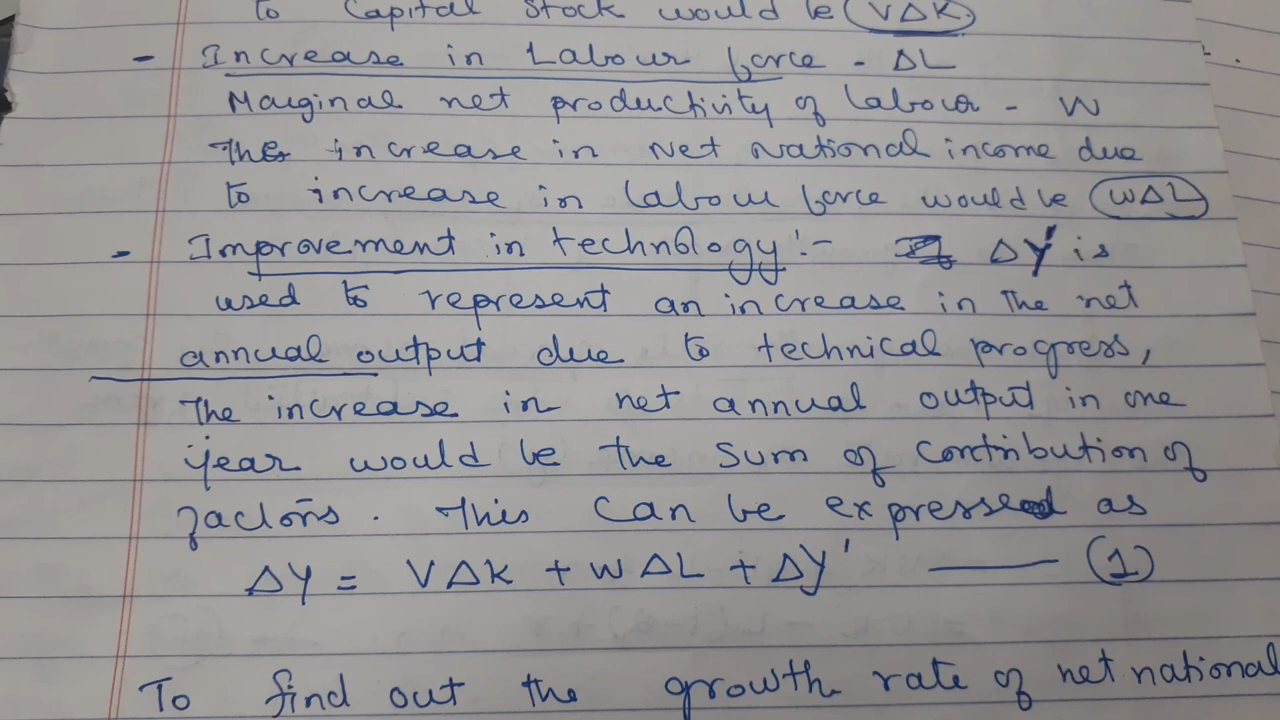 to Capital Stock would be VΔK
- Increase in Labour force - ΔL
Marginal net productivity of labour - W
The increase in Net National income due
to increase in labour force would be WΔL
- Improvement in technology :- ΔY' is
used to represent an increase in the net
annual output due to technical progress,
The increase in net annual output in one
year would be the sum of contribution of
factors. This can be expressed as
ΔY = VΔK + WΔL + ΔY' —— (1)
To find out the growth rate of net national